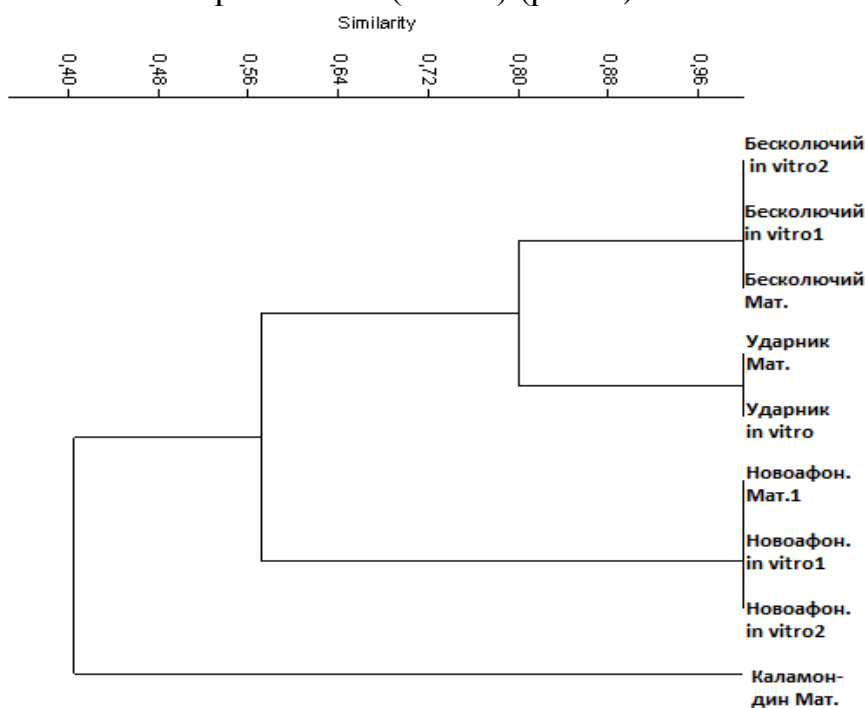 Similarity
0,40 0,48 0,56 0,64 0,72 0,80 0,88 0,96
Бесколючий
in vitro2
Бесколючий
in vitro1
Бесколючий
Мат.
Ударник
Мат.
Ударник
in vitro
Новоафон.
Мат.1
Новоафон.
in vitro1
Новоафон.
in vitro2
Каламон-
дин Мат.